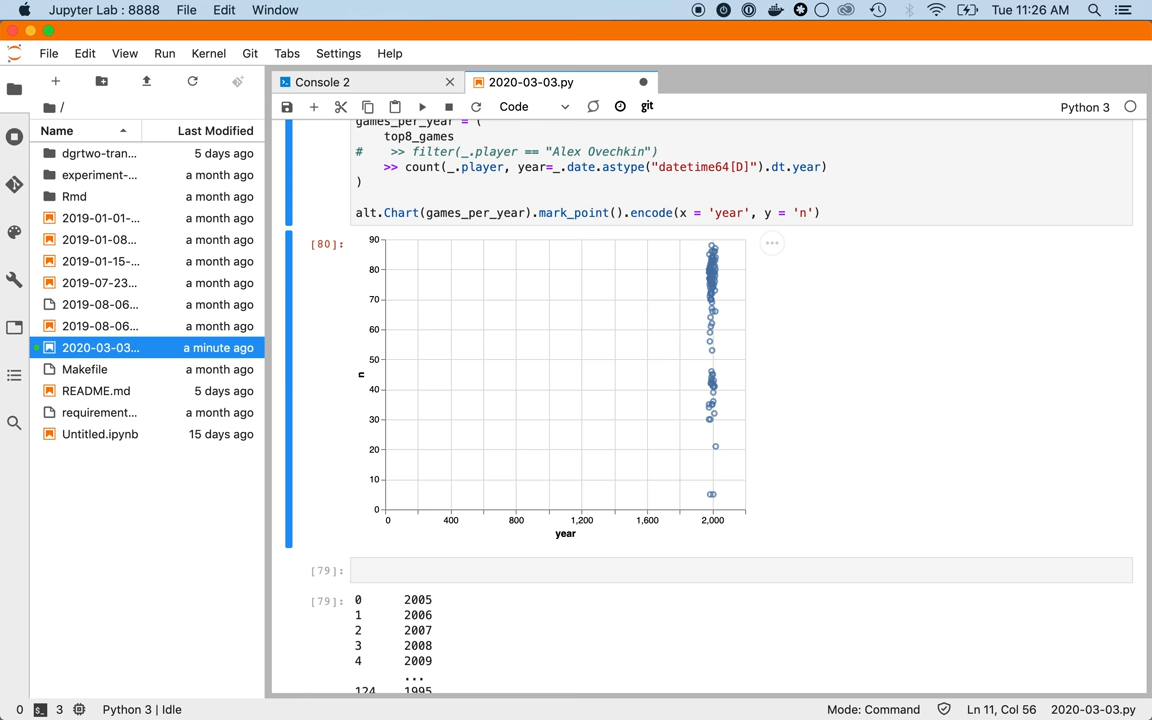 Jupyter Lab : 8888 File Edit Window Tue 11:26 AM
File Edit View Run Kernel Git Tabs Settings Help
Console 2 2020-03-03.py
/ Code Python 3
git
Name Last Modified
dgrtwo-tran... 5 days ago
experiment-... a month ago
Rmd a month ago
2019-01-01-... a month ago
2019-01-08... a month ago
2019-01-15-... a month ago
2019-07-23... a month ago
2019-08-06... a month ago
2019-08-06... a month ago
2020-03-03... a minute ago
Makefile a month ago
README.md 5 days ago
requirement... a month ago
Untitled.ipynb 15 days ago
games_per_year = (
top8_games
# >> filter(_.player == "Alex Ovechkin")
>> count(_.player, year=_.date.astype("datetime64[D]").dt.year)
)
alt.Chart(games_per_year).mark_point().encode(x = 'year', y = 'n')
[80]:
90
80
70
60
50
n
40
30
20
10
0
0 400 800 1,200 1,600 2,000
year
[79]:
[79]: 0 2005
1 2006
2 2007
3 2008
4 2009
...
124 1995
0 3 Python 3 | Idle Mode: Command Ln 11, Col 56 2020-03-03.py